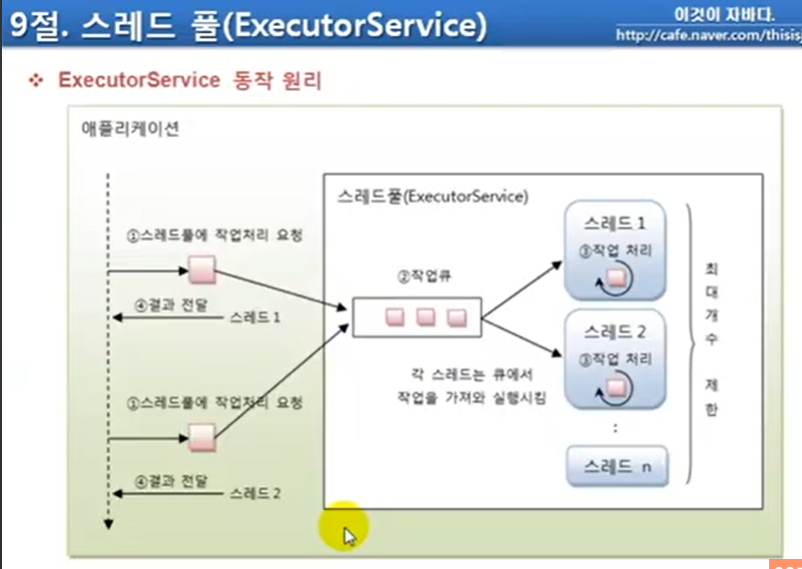 9절. 스레드 풀(ExecutorService)
이것이 자바다.
http://cafe.naver.com/thisisj
❖ ExecutorService 동작 원리
애플리케이션
스레드풀(ExecutorService)
①스레드풀에 작업처리 요청
④결과 전달
스레드1
①스레드풀에 작업처리 요청
④결과 전달
스레드2
②작업큐
각 스레드는 큐에서
작업을 가져와 실행시킴
스레드 1
③작업 처리
스레드 2
③작업 처리
:
스레드 n
최
대
개
수
제
한